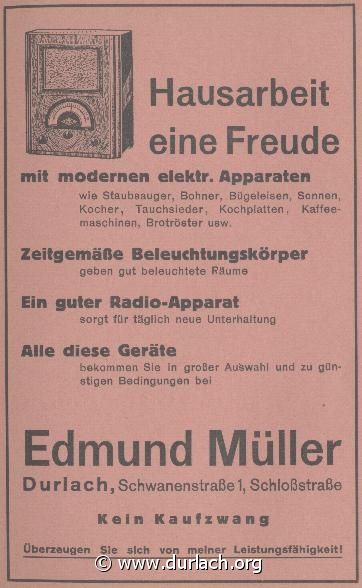 Hausarbeit
eine Freude
mit modernen elektr. Apparaten
wie Staubsauger, Bohner, Bügeleisen, Sonnen,
Kocher, Tauchsieder, Kochplatten, Kaffee-
maschinen, Brotröster usw.
Zeitgemäße Beleuchtungskörper
geben gut beleuchtete Räume
Ein guter Radio-Apparat
sorgt für täglich neue Unterhaltung
Alle diese Geräte
bekommen Sie in großer Auswahl und zu gün-
stigen Bedingungen bei
Edmund Müller
Durlach, Schwanenstraße 1, Schloßstraße
Kein Kaufzwang
Überzeugen Sie sich von meiner Leistungsfähigkeit!
© www.durlach.org